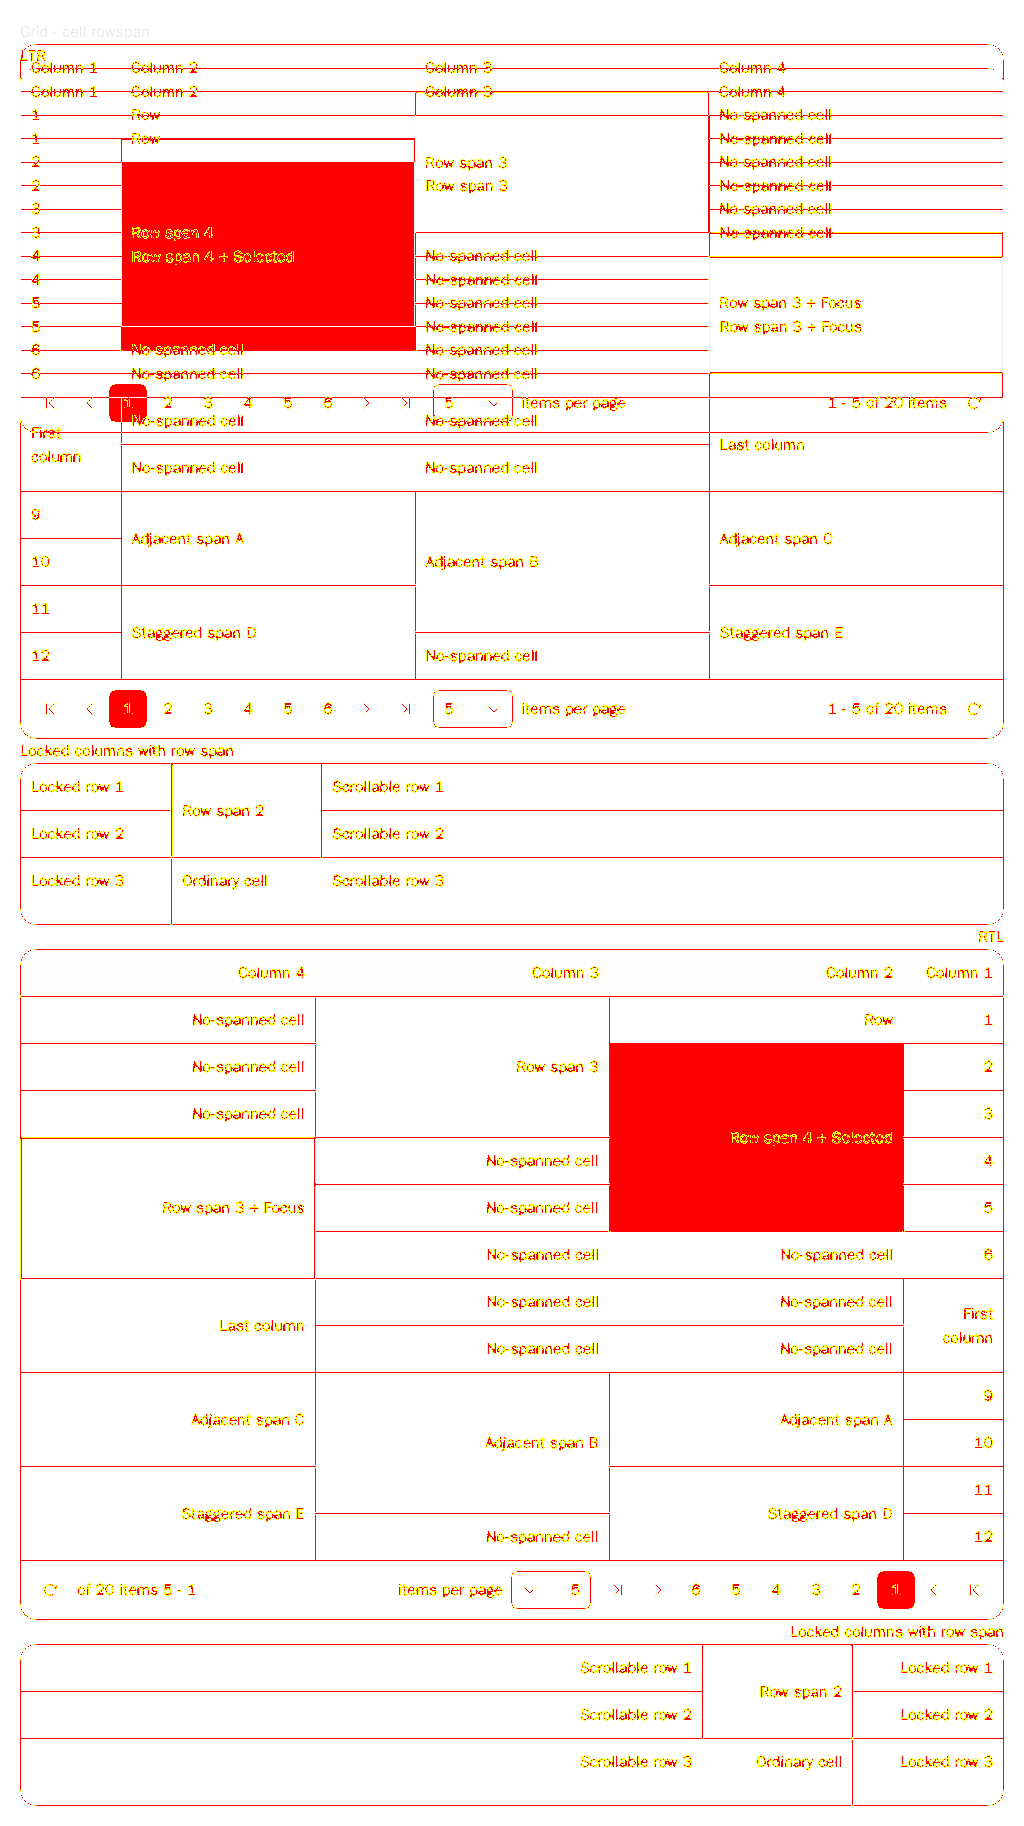 Grid - cell rowspan
LTR
Column 1 Column 2 Column 3 Column 4
Column 1 Column 2 Column 3 Column 4
1 Row No-spanned cell
1 Row No-spanned cell
2 Row span 3 No-spanned cell
2 Row span 3 No-spanned cell
3 No-spanned cell
3 Row span 4 No-spanned cell
4 Row span 4 + Selected No-spanned cell
4 No-spanned cell
5 No-spanned cell Row span 3 + Focus
5 No-spanned cell Row span 3 + Focus
6 No-spanned cell No-spanned cell
6 No-spanned cell No-spanned cell
1 2 3 4 5 6 5 items per page 1 - 5 of 20 items
No-spanned cell No-spanned cell
First
column Last column
No-spanned cell No-spanned cell
9
Adjacent span A Adjacent span C
10 Adjacent span B
11
Staggered span D Staggered span E
12 No-spanned cell
1 2 3 4 5 6 5 items per page 1 - 5 of 20 items
Locked columns with row span
Locked row 1 Scrollable row 1
Row span 2
Locked row 2 Scrollable row 2
Locked row 3 Ordinary cell Scrollable row 3
RTL
Column 4 Column 3 Column 2 Column 1
No-spanned cell Row 1
No-spanned cell Row span 3 2
No-spanned cell 3
Row span 4 + Selected
No-spanned cell 4
Row span 3 + Focus No-spanned cell 5
No-spanned cell No-spanned cell 6
No-spanned cell No-spanned cell
First
Last column
column
No-spanned cell No-spanned cell
9
Adjacent span C Adjacent span A
Adjacent span B 10
11
Staggered span E Staggered span D
No-spanned cell 12
of 20 items 5 - 1 items per page 5 6 5 4 3 2 1
Locked columns with row span
Scrollable row 1 Locked row 1
Row span 2
Scrollable row 2 Locked row 2
Scrollable row 3 Ordinary cell Locked row 3